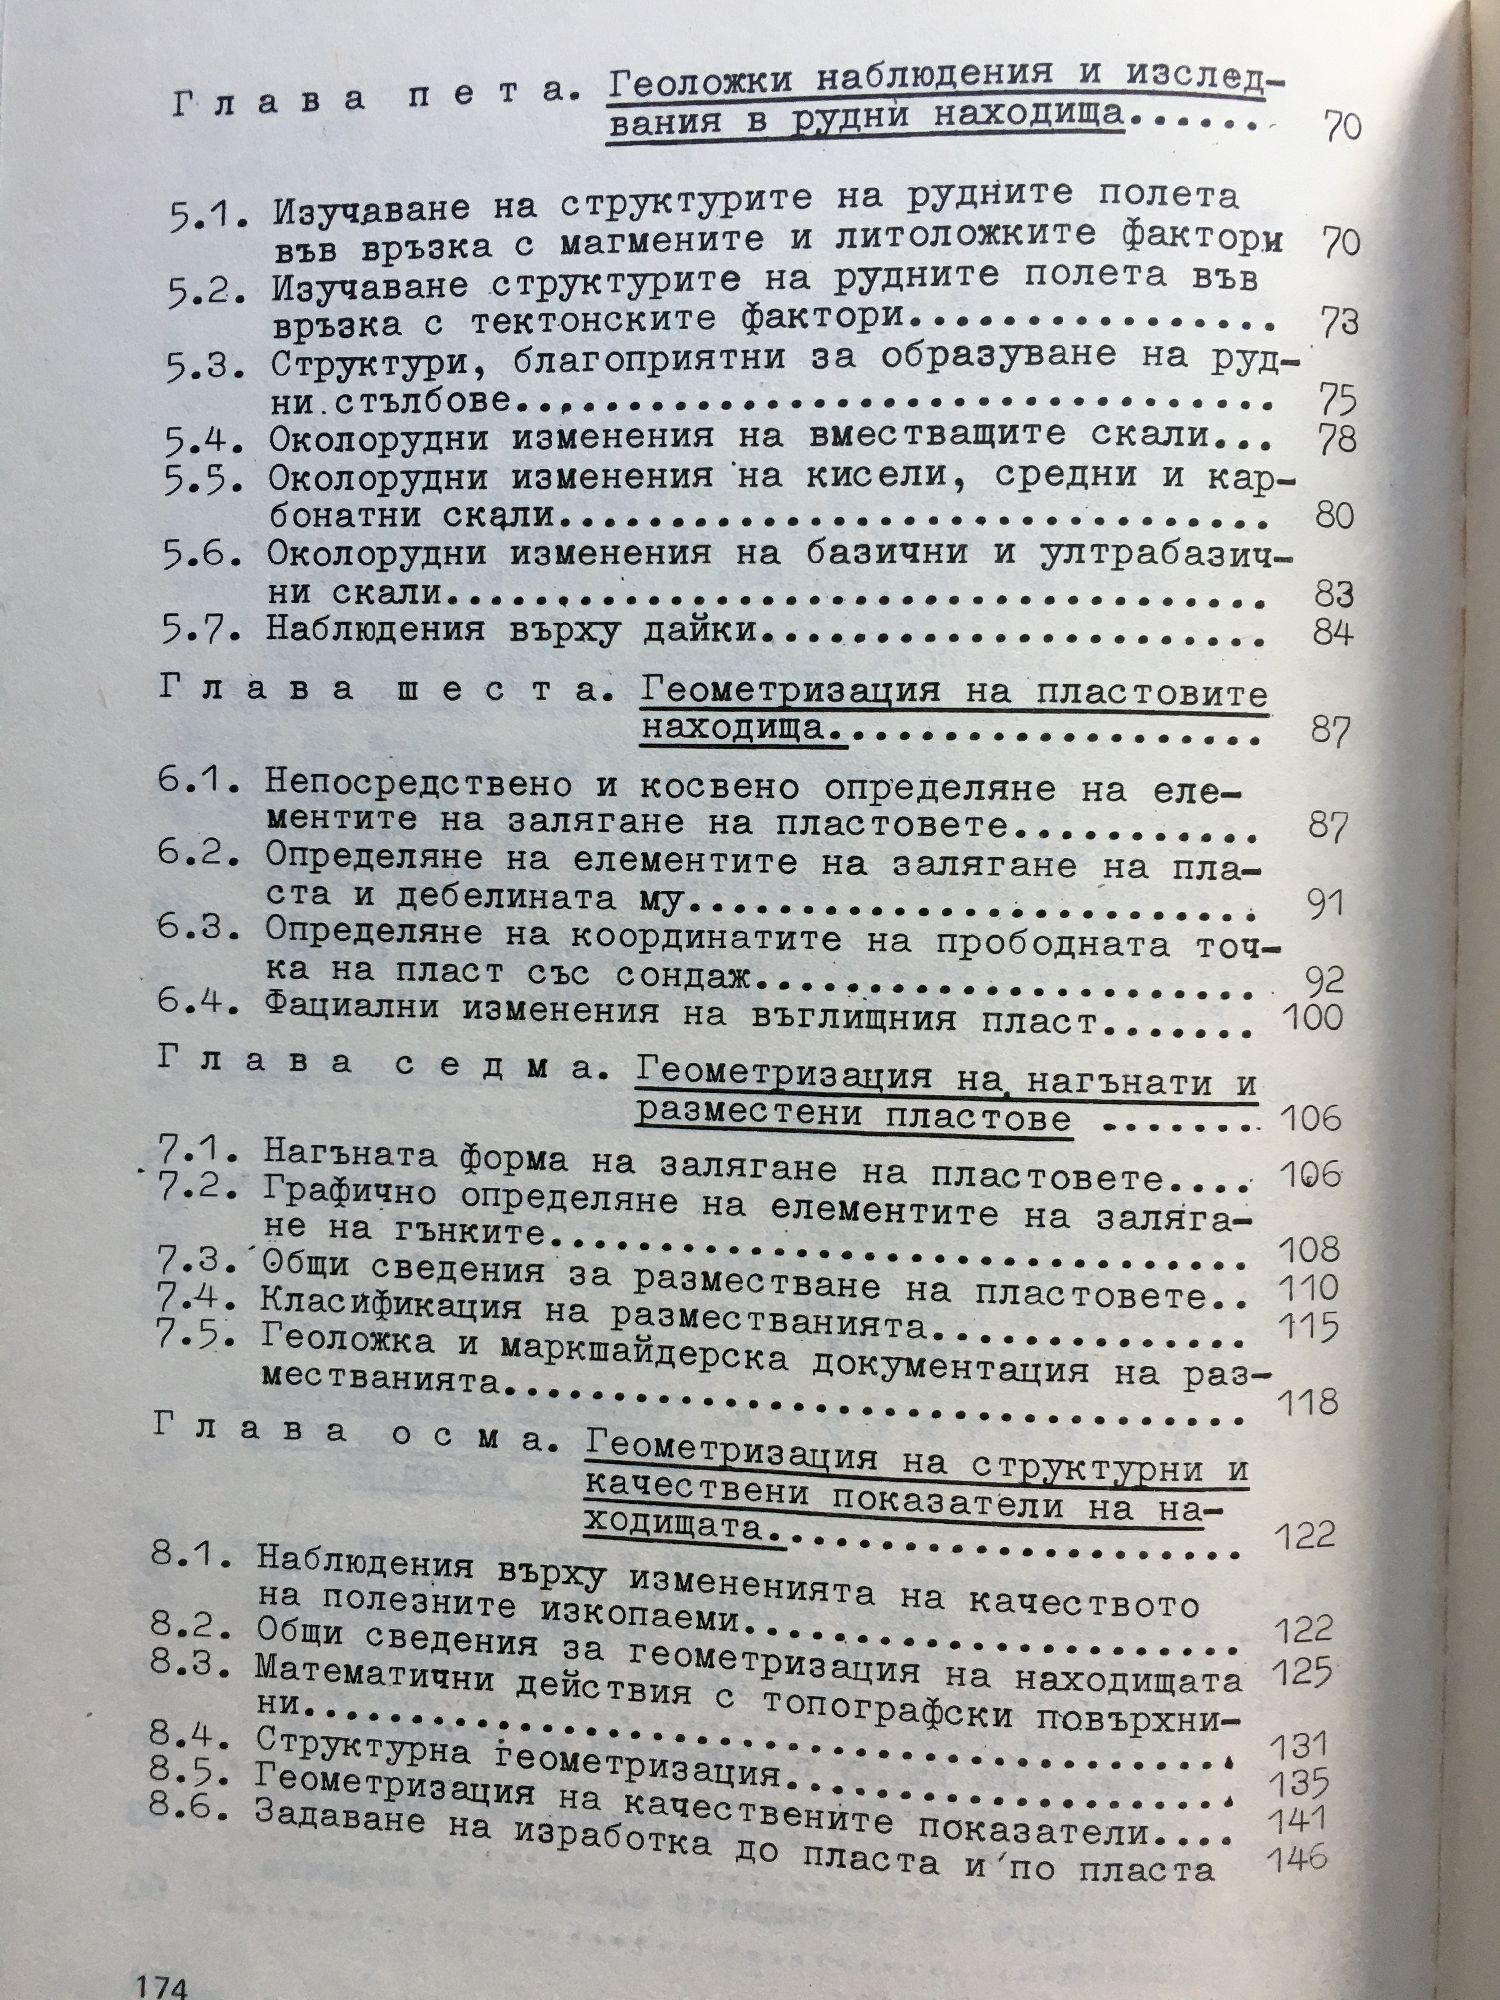 Глава пета. Геоложки наблюдения и изслед-
вания в рудни находища...... 70
5.1. Изучаване на структурите на рудните полета
във връзка с магмените и литоложките фактори 70
5.2. Изучаване структурите на рудните полета във
връзка с тектонските фактори................ 73
5.3. Структури, благоприятни за образуване на руд-
ни стълбове................................. 75
5.4. Околорудни изменения на вместващите скали... 78
5.5. Околорудни изменения на кисели, средни и кар-
бонатни скали............................... 80
5.6. Околорудни изменения на базични и ултрабазич-
ни скали.................................... 83
5.7. Наблюдения върху дайки...................... 84
Глава шеста. Геометризация на пластовите
находища................... 87
6.1. Непосредствено и косвено определяне на еле-
ментите на залягане на пластовете........... 87
6.2. Определяне на елементите на залягане на пла-
ста и дебелината му......................... 91
6.3. Определяне на координатите на прободната точ-
ка на пласт със сондаж...................... 92
6.4. Фациални изменения на въглищния пласт....... 100
Глава седма. Геометризация на нагънати и
разместени пластове ....... 106
7.1. Нагъната форма на залягане на пластовете.... 106
7.2. Графично определяне на елементите на заляга-
не на гънките............................... 108
7.3. Общи сведения за разместване на пластовете.. 110
7.4. Класификация на разместванията.............. 115
7.5. Геоложка и маркшайдерска документация на раз-
местванията................................. 118
Глава осма. Геометризация на структурни и
качествени показатели на на-
ходищата..................... 122
8.1. Наблюдения върху измененията на качеството
на полезните изкопаеми...................... 122
8.2. Общи сведения за геометризация на находищата 125
8.3. Математични действия с топографски повърхни-
ни.......................................... 131
8.4. Структурна геометризация.................... 135
8.5. Геометризация на качествените показатели.... 141
8.6. Задаване на изработка до пласта и по пласта 146
174